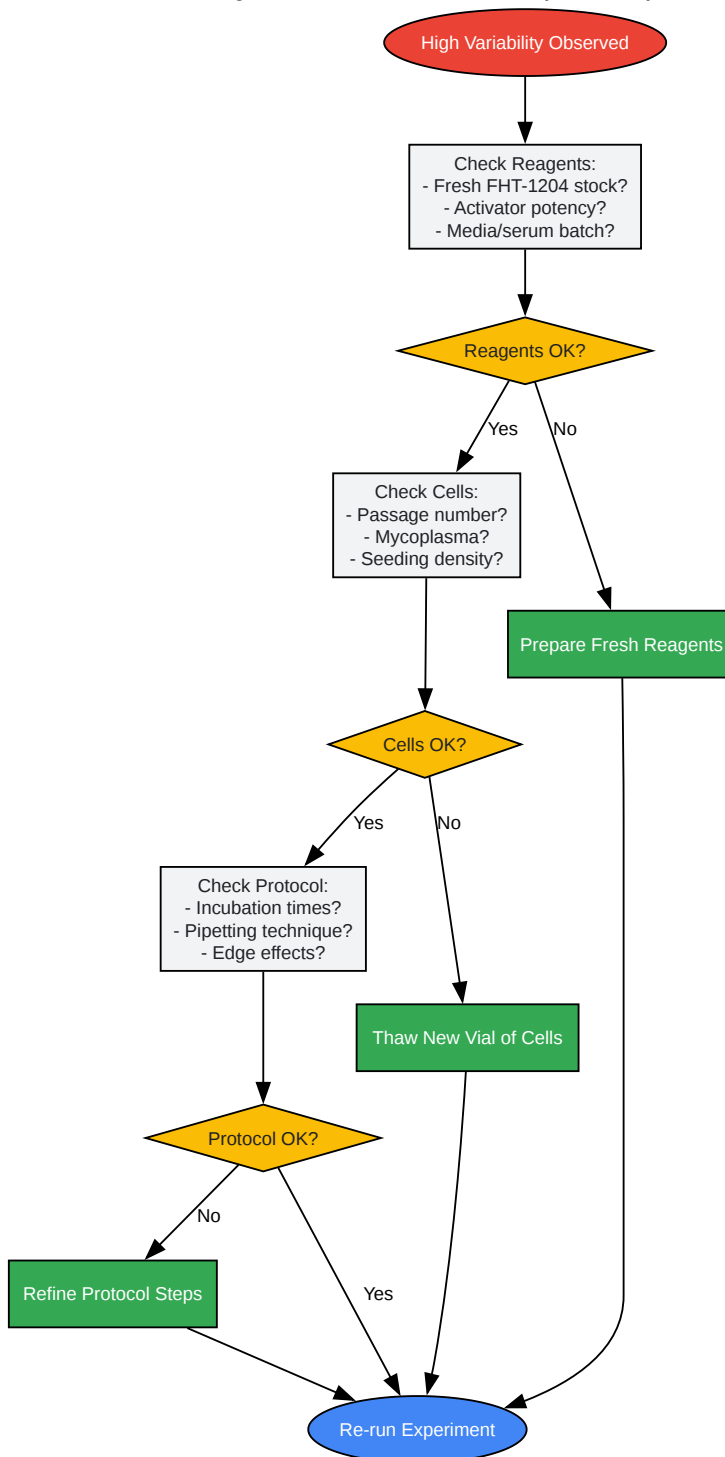 High Variability Observed
Check Reagents:
- Fresh FHT-1204 stock?
- Activator potency?
- Media/serum batch?
Reagents OK?
Yes
No
Check Cells:
- Passage number?
- Mycoplasma?
- Seeding density?
Prepare Fresh Reagents
Cells OK?
Yes
No
Check Protocol:
- Incubation times?
- Pipetting technique?
- Edge effects?
Thaw New Vial of Cells
Protocol OK?
No
Yes
Refine Protocol Steps
Re-run Experiment